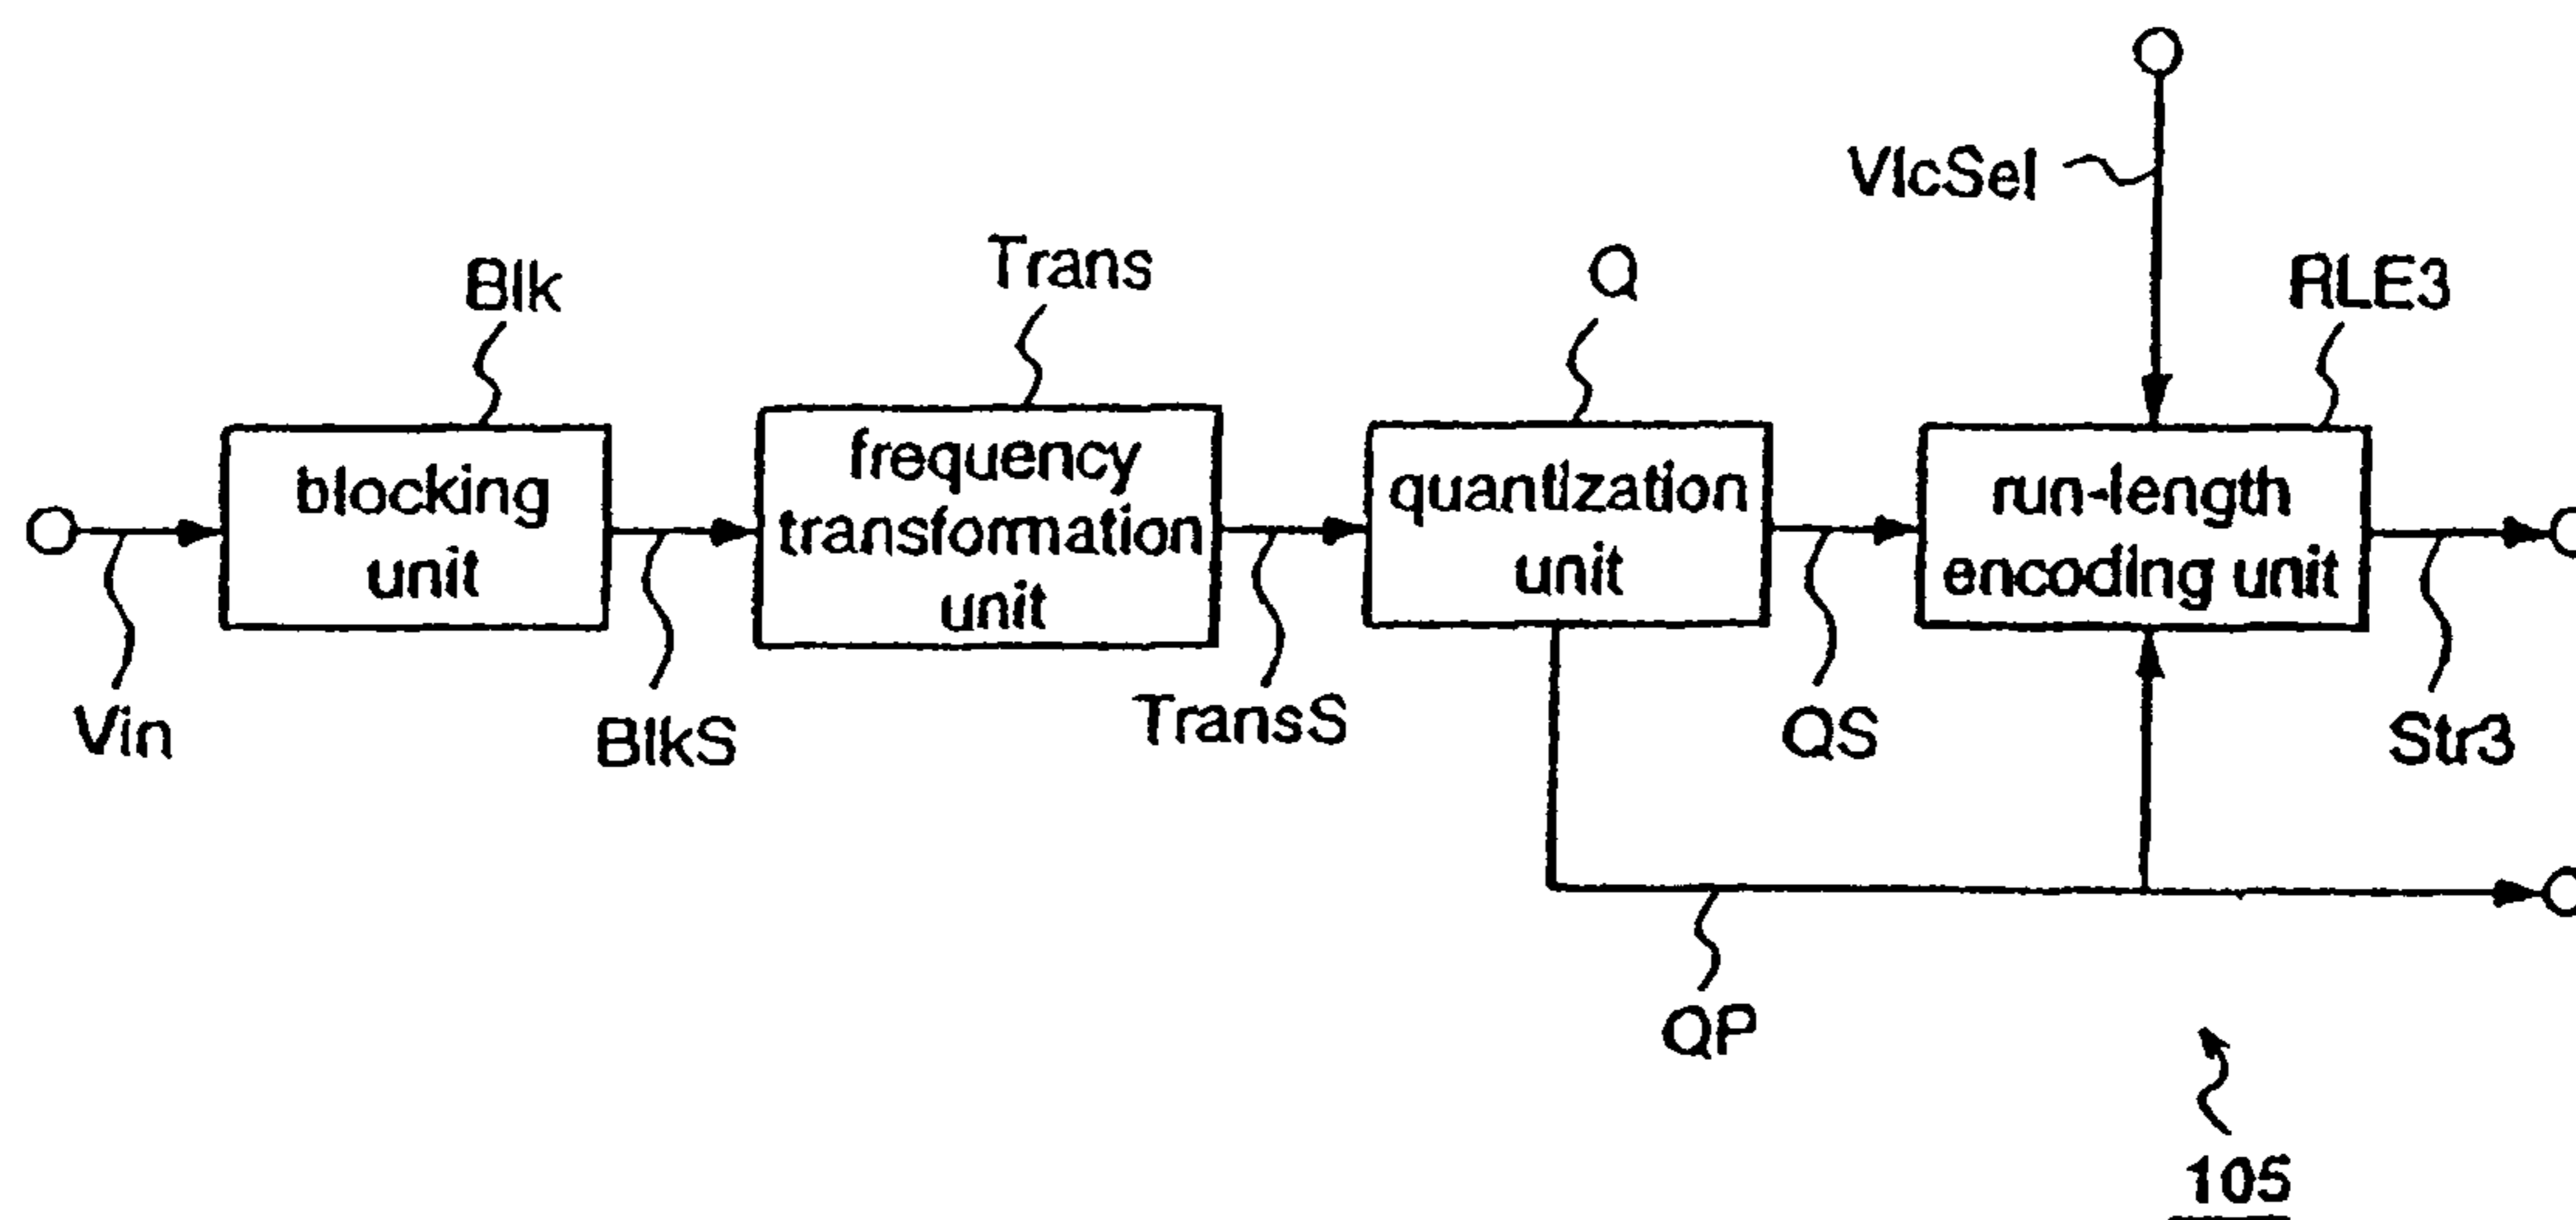 VlcSel
Trans
Q
Blk
RLE3
blocking
unit
frequency
transformation
unit
quantization
unit
run-length
encoding unit
Vin
BlkS
TransS
QS
Str3
QP
105